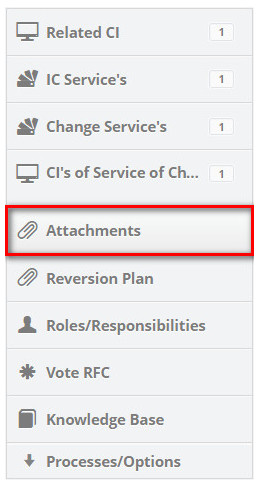 Related CI 1
IC Service's 1
Change Service's 1
CI's of Service of Ch... 1
Attachments
Reversion Plan
Roles/Responsibilities
Vote RFC
Knowledge Base
Processes/Options